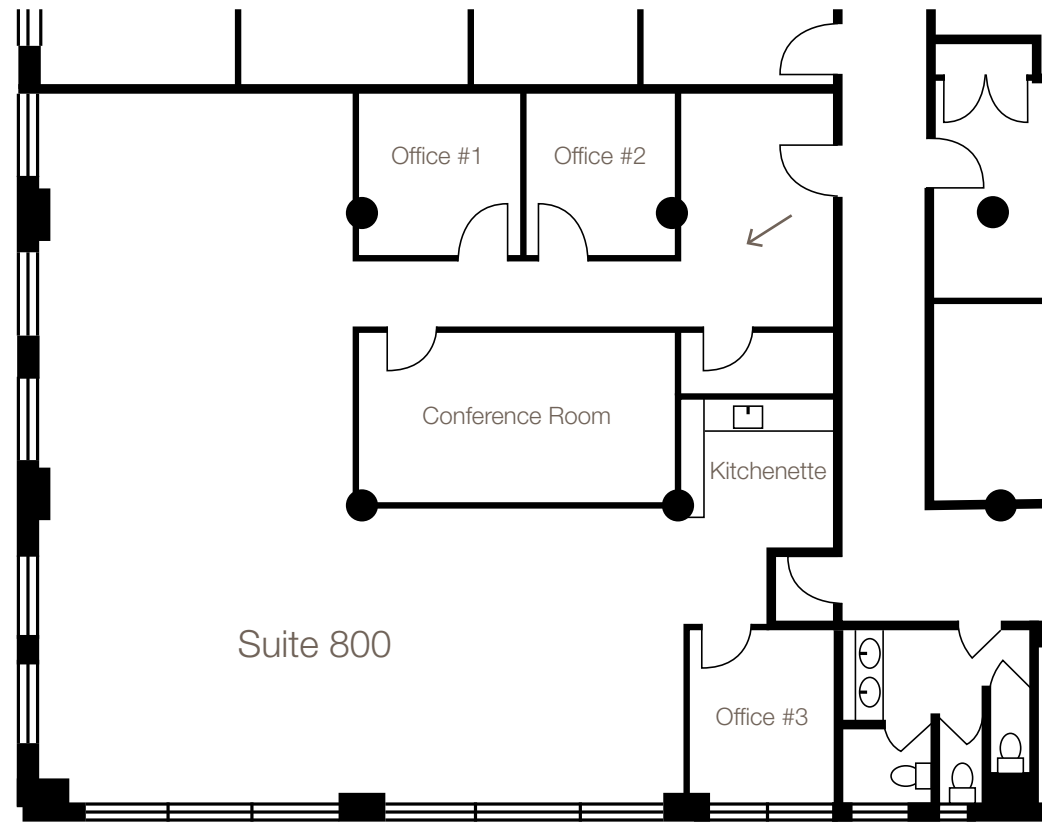 Office #1
Office #2
Conference Room
Kitchenette
Suite 800
Office #3